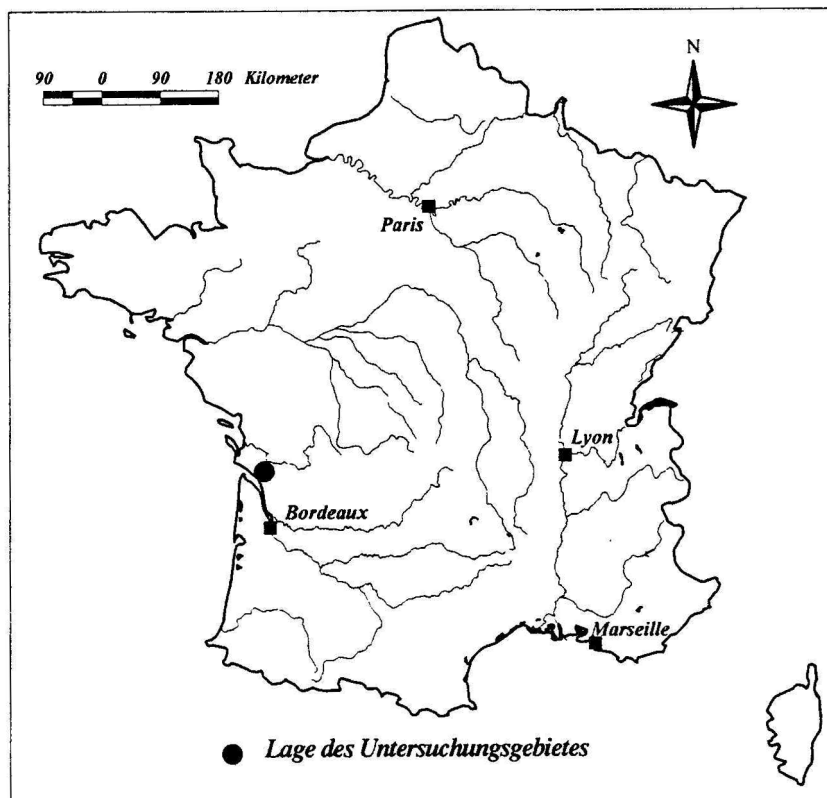 90 0 90 180 Kilometer
N
Paris
Lyon
Bordeaux
Marseille
Lage des Untersuchungsgebietes